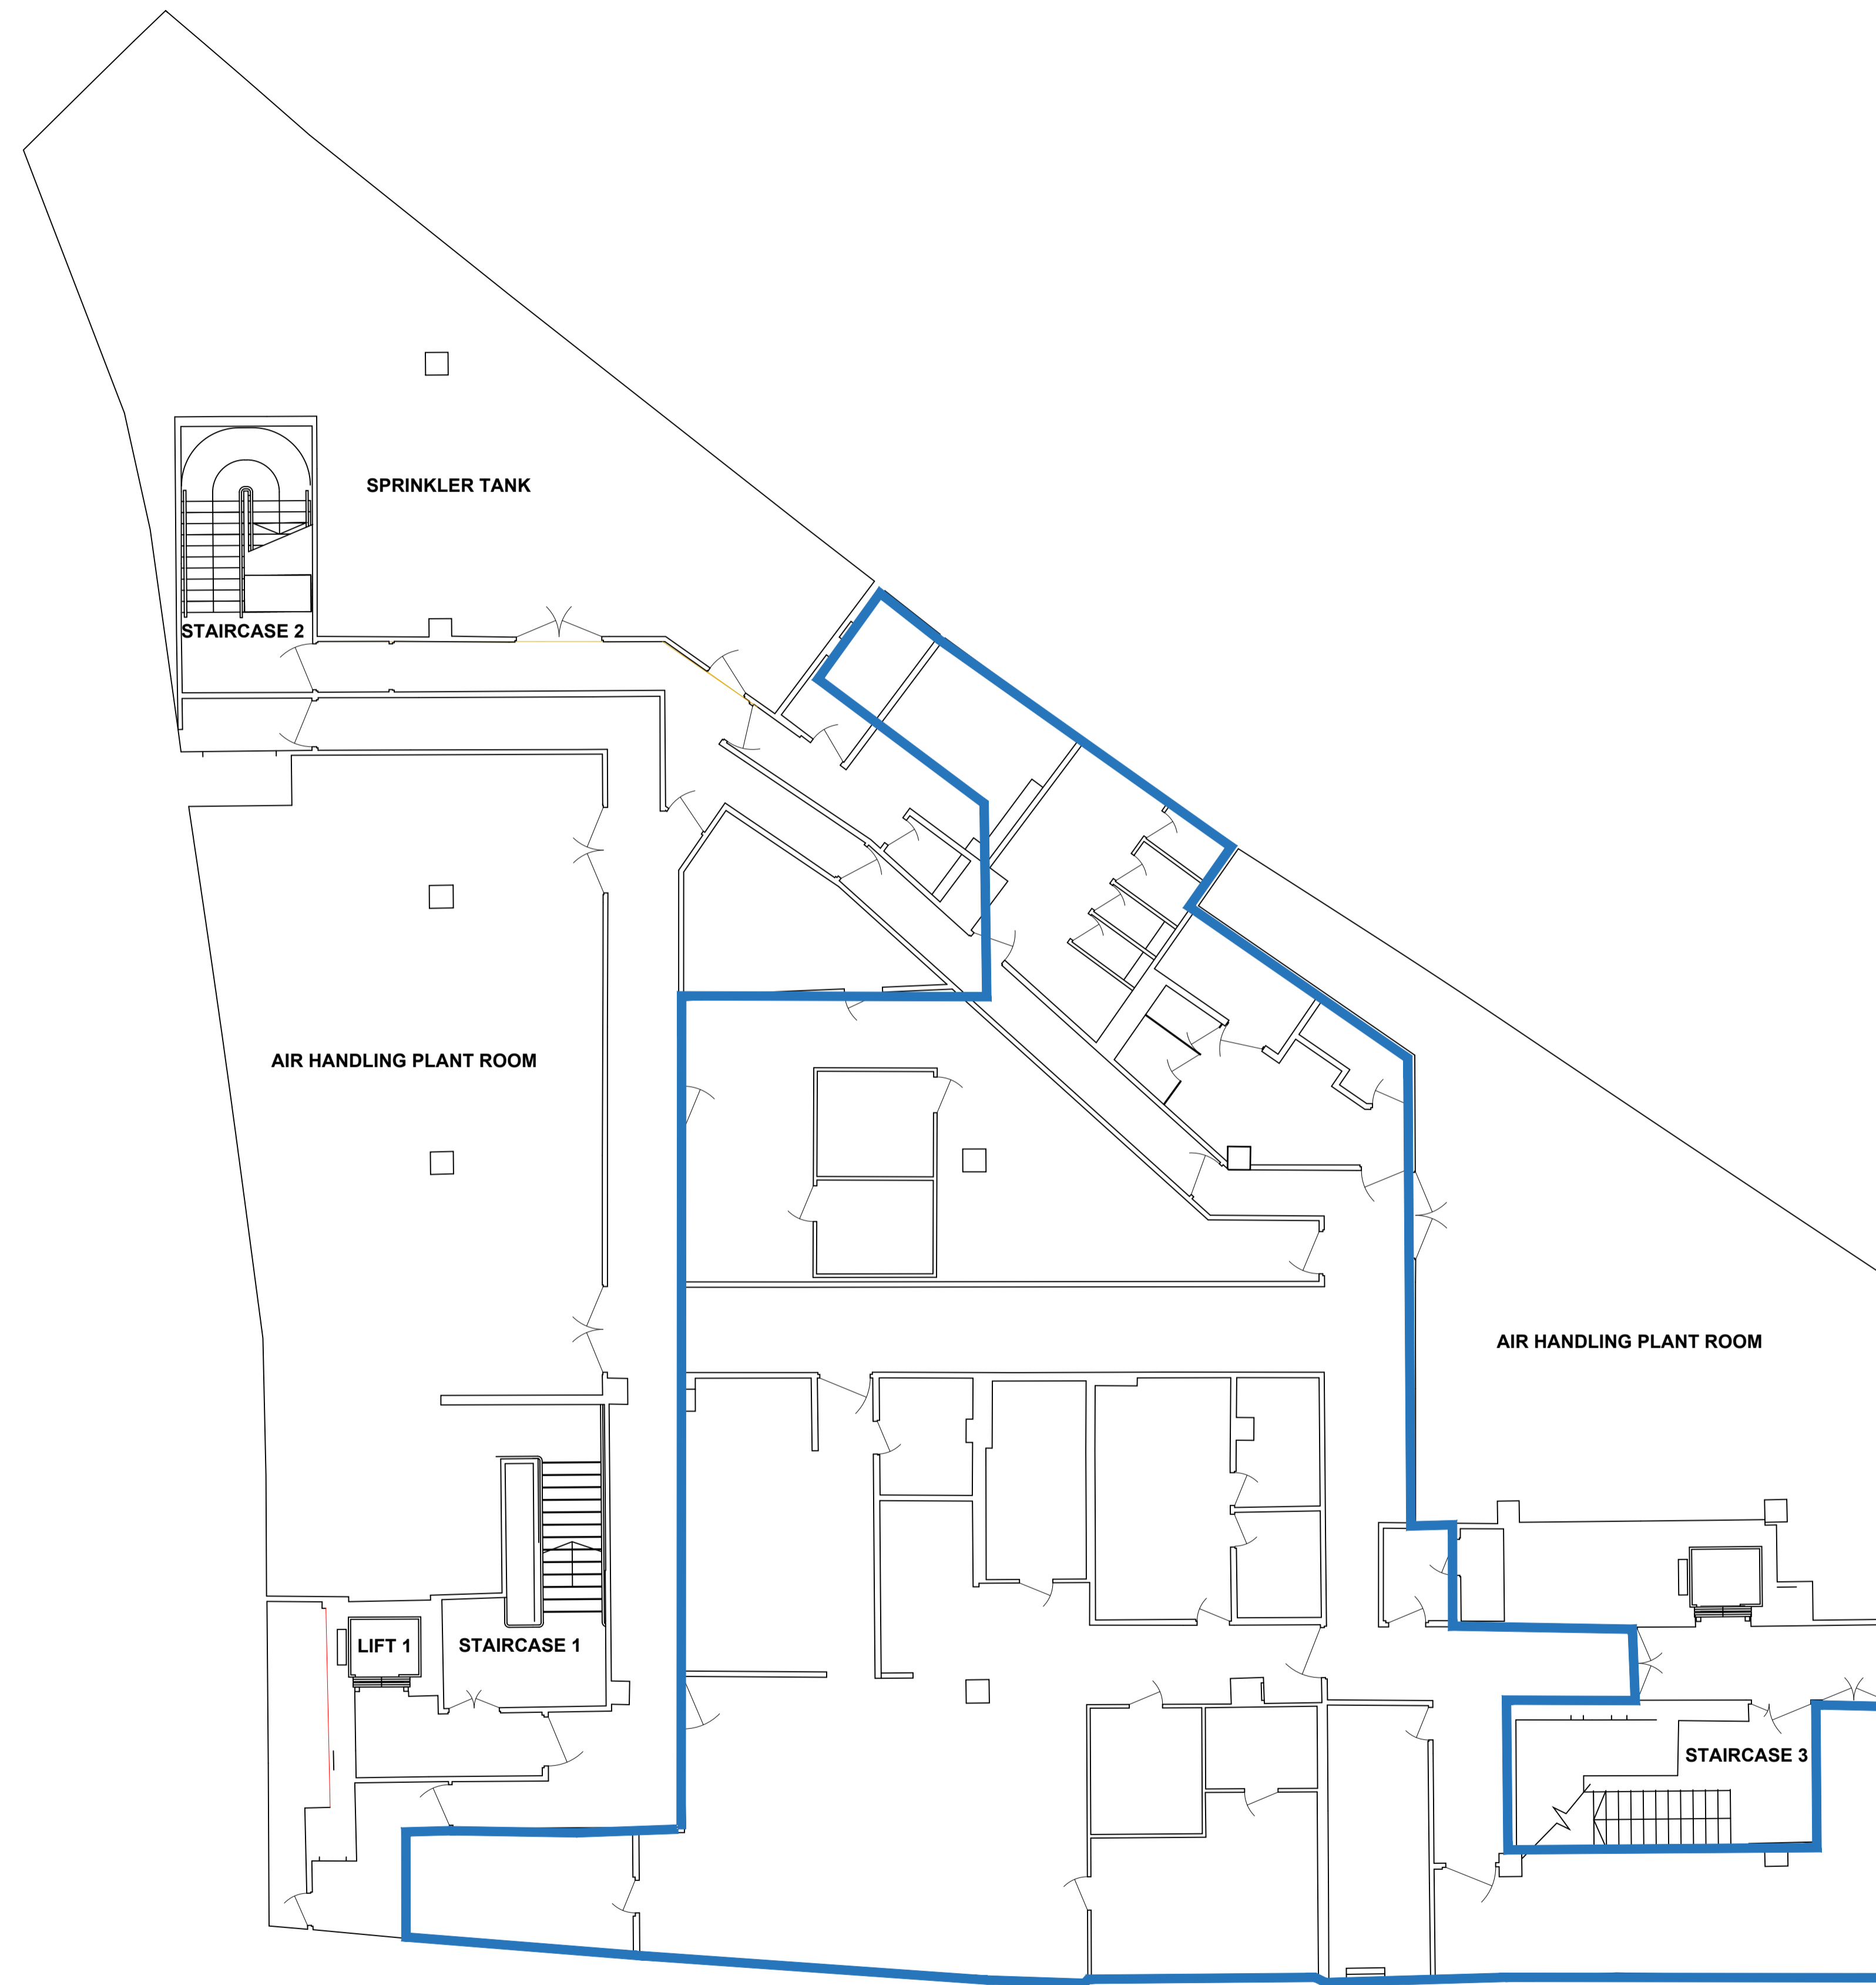 SPRINKLER TANK
STAIRCASE 2
AIR HANDLING PLANT ROOM
AIR HANDLING PLANT ROOM
LIFT 1
STAIRCASE 1
STAIRCASE 3